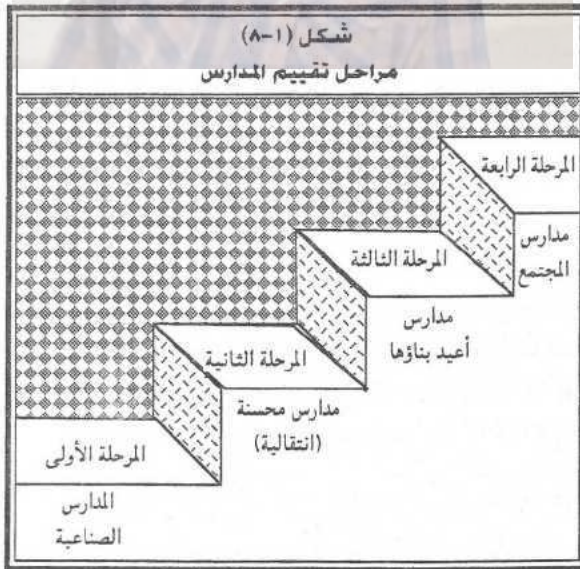 شكل (١-٨)
مراحل تقييم المدارس
المرحلة الرابعة
مدارس
المجتمع
المرحلة الثالثة
مدارس
أعيد بناؤها
المرحلة الثانية
مدارس محسنة
(انتقالية)
المرحلة الأولى
المدارس
الصناعية